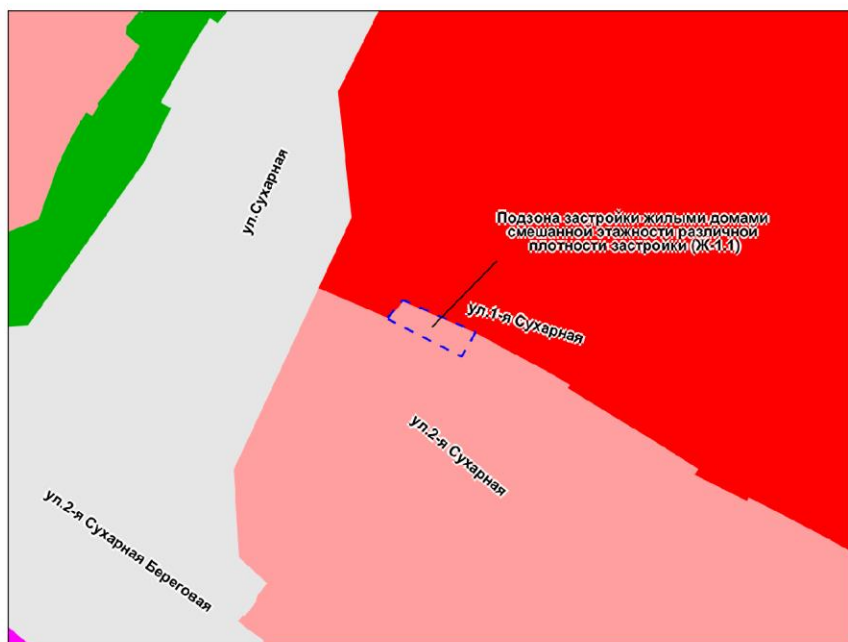 ул.Сухарная
Подзона застройки жилыми домами
смешанной этажности различной
плотности застройки (Ж-1.1)
ул.1-я Сухарная
ул.2-я Сухарная
ул.2-я Сухарная Береговая